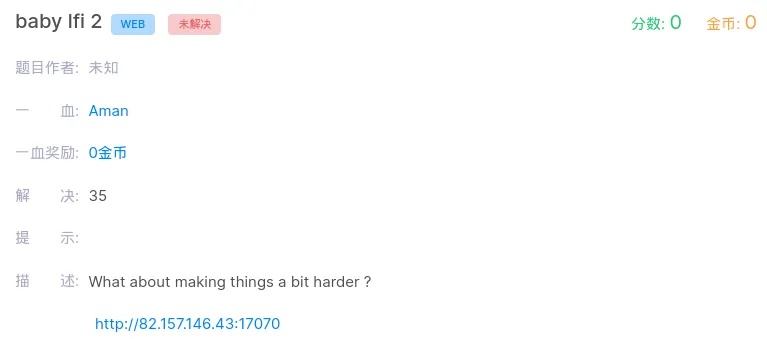 baby lfi 2 WEB 未解决 分数: 0 金币: 0
题目作者: 未知
一 血: Aman
一血奖励: 0金币
解 决: 35
提 示:
描 述: What about making things a bit harder ?
http://82.157.146.43:17070